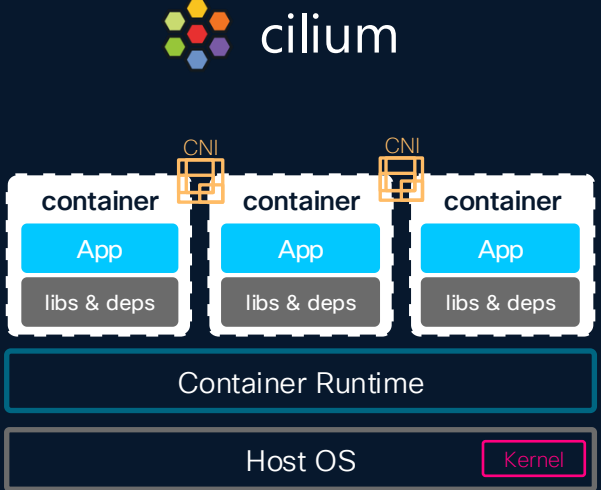 cilium
CNI CNI
container container container
App App App
libs & deps libs & deps libs & deps
Container Runtime
Host OS Kernel